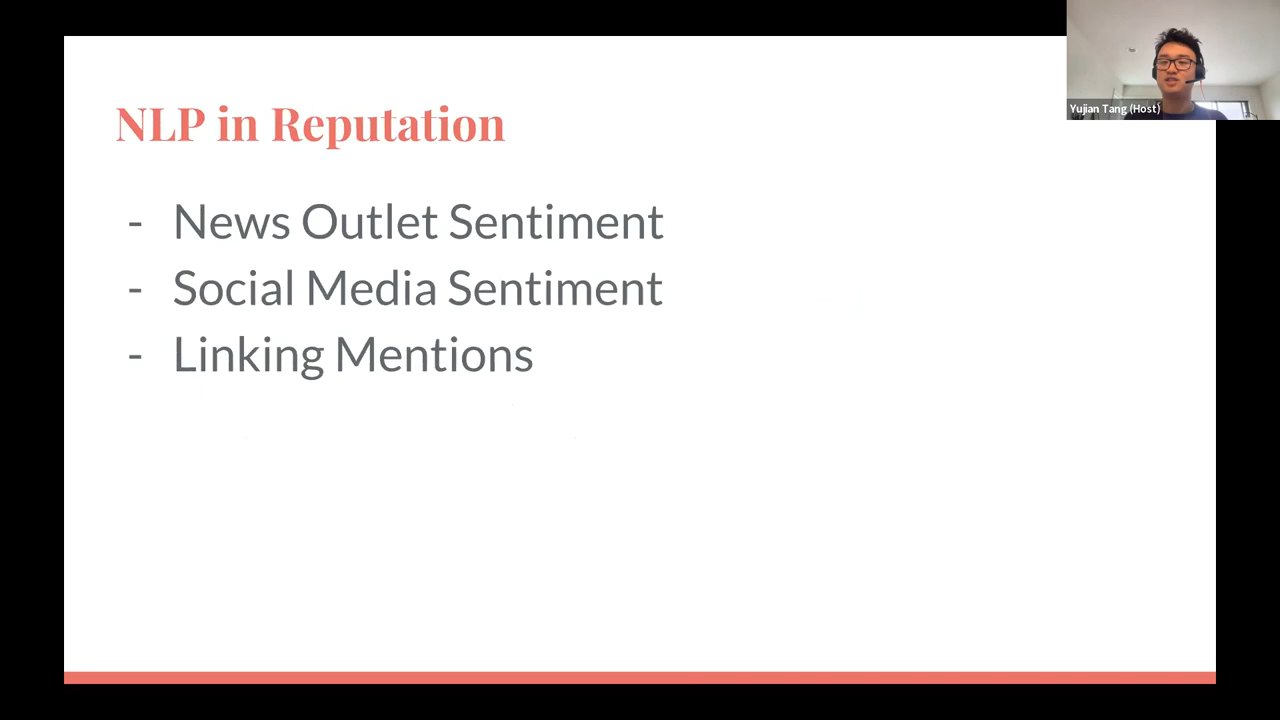 NLP in Reputation
- News Outlet Sentiment
- Social Media Sentiment
- Linking Mentions
Yujian Tang (Host)